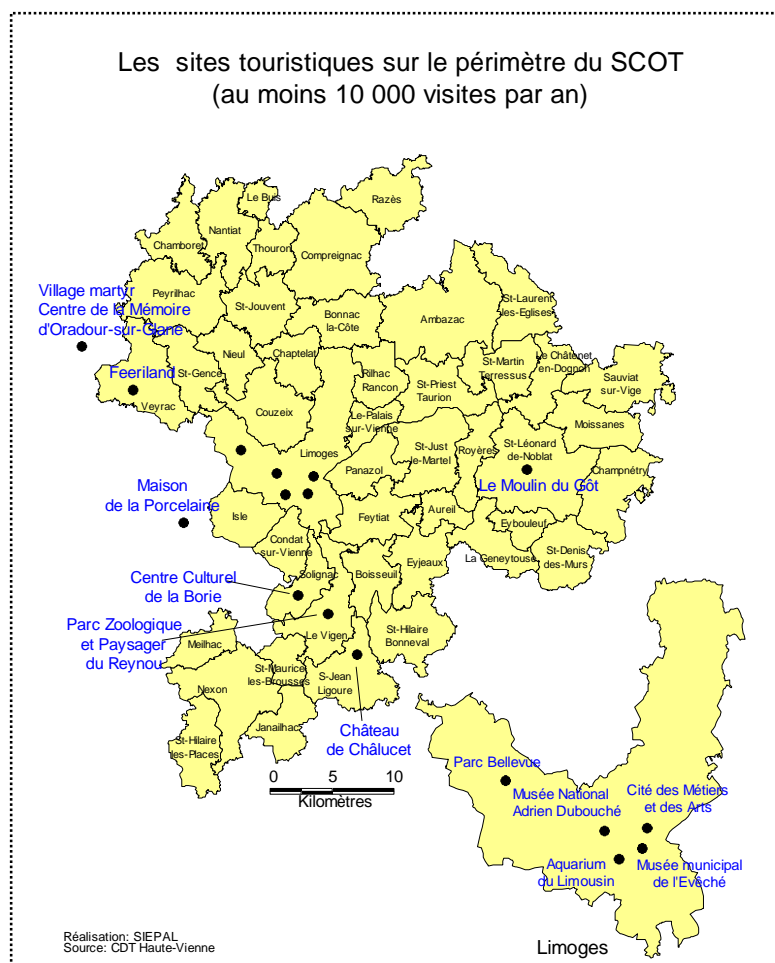 Les sites touristiques sur le périmètre du SCOT
(au moins 10 000 visites par an)
Razès
Le Buis
Nantiat
Chamboret
Thouron
Compreignac
Village martyr
Centre de la Mémoire
d'Oradour-sur-Glane
Peyrilhac
St-Jouvent
Bonnac
la-Côte
Ambazac
St-Laurent
les-Eglises
Feeriland
Veyrac
St-Gence
Nieul
Chaptelat
Rilhac
Rancon
St-Priest
Taurion
St-Martin
Terressus
Le Châtenet
en-Dognon
Sauviat
sur-Vige
Couzeix
Le-Palais
sur-Vienne
Moissanes
Limoges
Panazol
St-Just
le-Martel
Royères
St-Léonard
de-Noblat
Champnétry
Le Moulin du Gôt
Maison
de la Porcelaine
Isle
Feytiat
Aureil
Eybouleuf
Condat
sur-Vienne
La Geneytouse
St-Denis
des-Murs
Centre Culturel
de la Borie
Solignac
Boisseuil
Eyjeaux
Parc Zoologique
et Paysager
du Reynou
Le Vigen
St-Hilaire
Bonneval
Meilhac
Nexon
St-Maurice
les-Brousses
S-Jean
Ligoure
Janailhac
St-Hilaire
les-Places
Château
de Châlucet
0 5 10
Kilomètres
Parc Bellevue
Musée National
Adrien Dubouché
Cité des Métiers
et des Arts
Aquarium
du Limousin
Musée municipal
de l'Evêché
Limoges
Réalisation: SIEPAL
Source: CDT Haute-Vienne